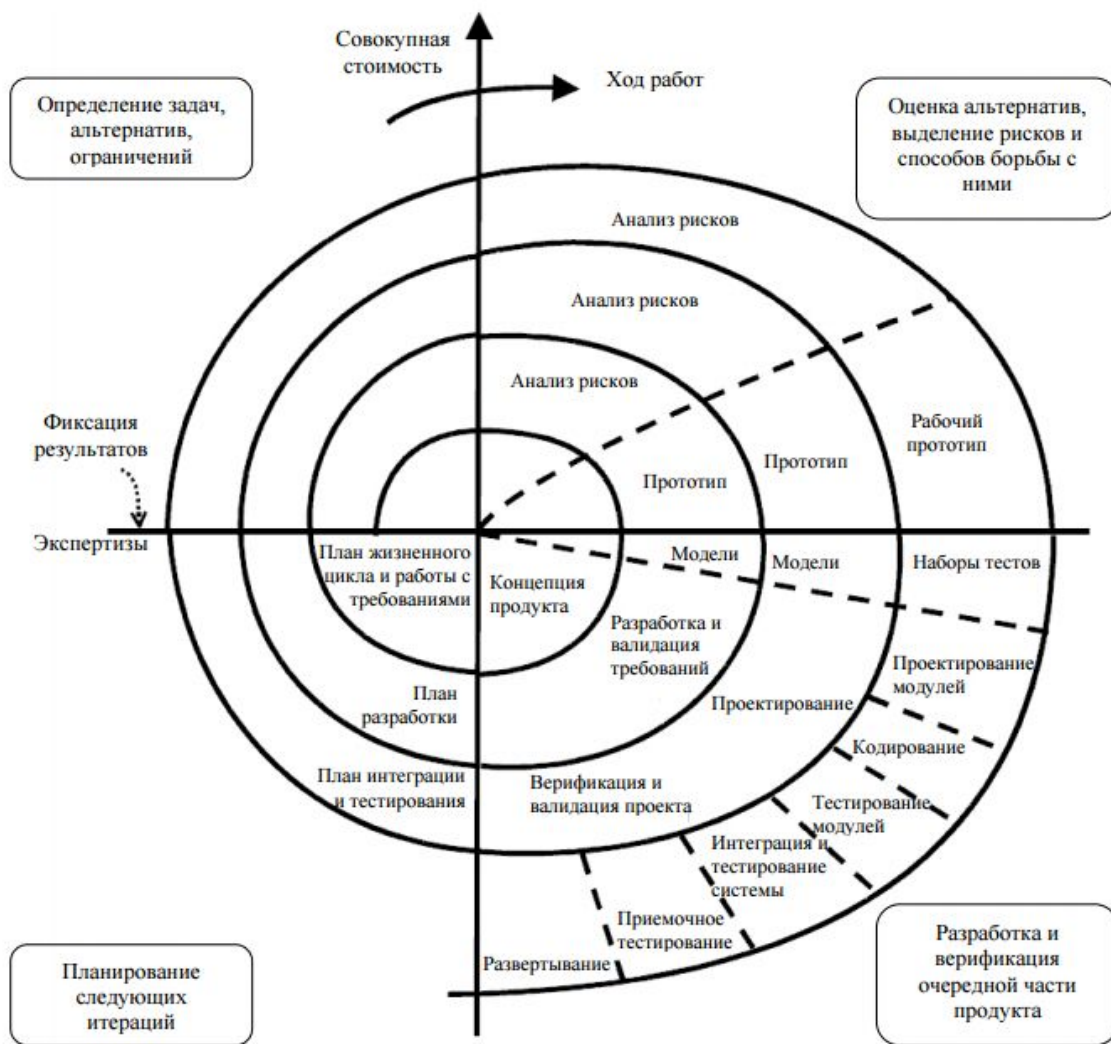 Совокупная
стоимость
Ход работ
Определение задач,
альтернатив,
ограничений
Оценка альтернатив,
выделение рисков и
способов борьбы с
ними
Анализ рисков
Анализ рисков
Анализ рисков
Фиксация
результатов
Рабочий
прототип
Прототип
Прототип
Экспертизы
План жизненного
цикла и работы с
требованиями
Концепция
продукта
Модели
Модели
Наборы тестов
Разработка и
валидация
требований
Проектирование
модулей
План
разработки
Проектирование
Кодирование
План интеграции
и тестирования
Верификация и
валидация проекта
Тестирование
модулей
Интеграция и
тестирование
системы
Приемочное
тестирование
Развертывание
Планирование
следующих
итераций
Разработка и
верификация
очередной части
продукта